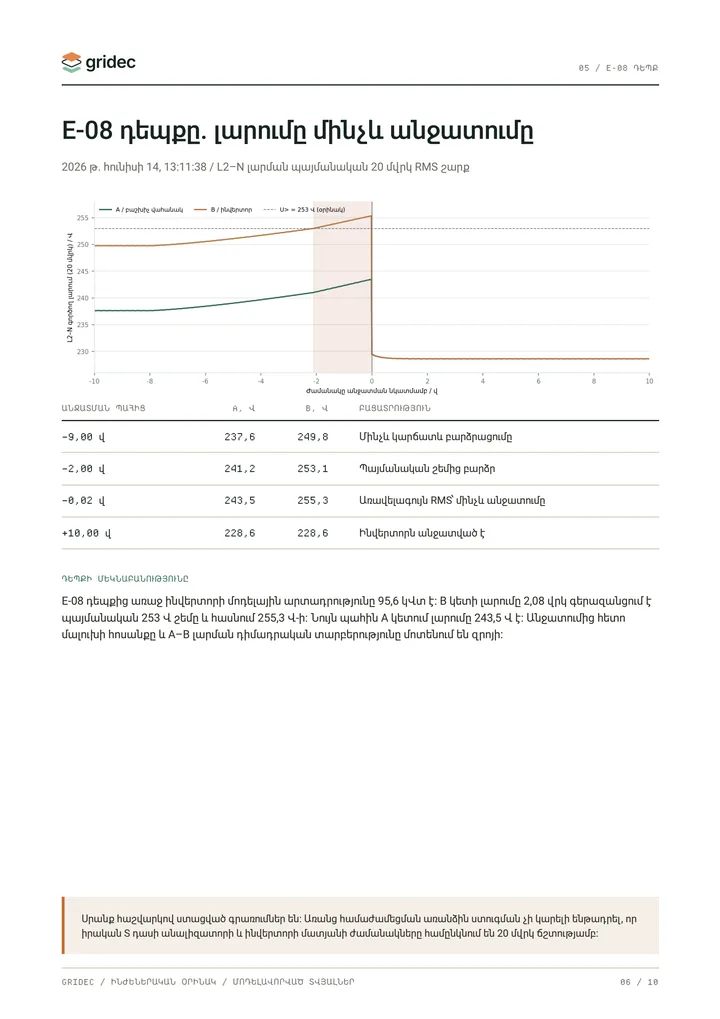 gridec
05 / E-08 ԴԵՊՔ
E-08 դեպքը. լարումը մինչև անջատումը
2026 թ. հունիսի 14, 13:11:38 / L2–N լարման պայմանական 20 մվրկ RMS շարք
A / բաշխիչ վահանակ
B / ինվերտոր
U> = 253 Վ (օրինակ)
L2–N գործող լարում (20 մվրկ) / Վ
255
250
245
240
235
230
-10 -8 -6 -4 -2 0 2 4 6 8 10
Ժամանակը անջատման նկատմամբ / վ
ԱՆՋԱՏՄԱՆ ՊԱՀԻՑ A, Վ B, Վ ԲԱՑԱՏՐՈՒԹՅՈՒՆ
−9,00 վ 237,6 249,8 Մինչև կարճատև բարձրացումը
−2,00 վ 241,2 253,1 Պայմանական շեմից բարձր
−0,02 վ 243,5 255,3 Առավելագույն RMS՝ մինչև անջատումը
+10,00 վ 228,6 228,6 Ինվերտորն անջատված է
ԴԵՊՔԻ ՄԵԿՆԱԲԱՆՈՒԹՅՈՒՆԸ
E-08 դեպքից առաջ ինվերտորի մոդելային արտադրությունը 95,6 կՎտ է: B կետի լարումը 2,08 վրկ գերազանցում է
պայմանական 253 Վ շեմը և հասնում 255,3 Վ-ի: Նույն պահին A կետում լարումը 243,5 Վ է: Անջատումից հետո
մալուխի հոսանքը և A–B լարման դիմադրական տարբերությունը մոտենում են զրոյի:
Սրանք հաշվարկով ստացված գրառումներ են: Առանց համաժամեցման առանձին ստուգման չի կարելի ենթադրել, որ
իրական S դասի անալիզատորի և ինվերտորի մատյանի ժամանակները համընկնում են 20 մվրկ ճշտությամբ:
GRIDEC / ԻՆԺԵՆԵՐԱԿԱՆ ՕՐԻՆԱԿ / ՄՈԴԵԼԱՎՈՐՎԱԾ ՏՎՅԱԼՆԵՐ
06 / 10